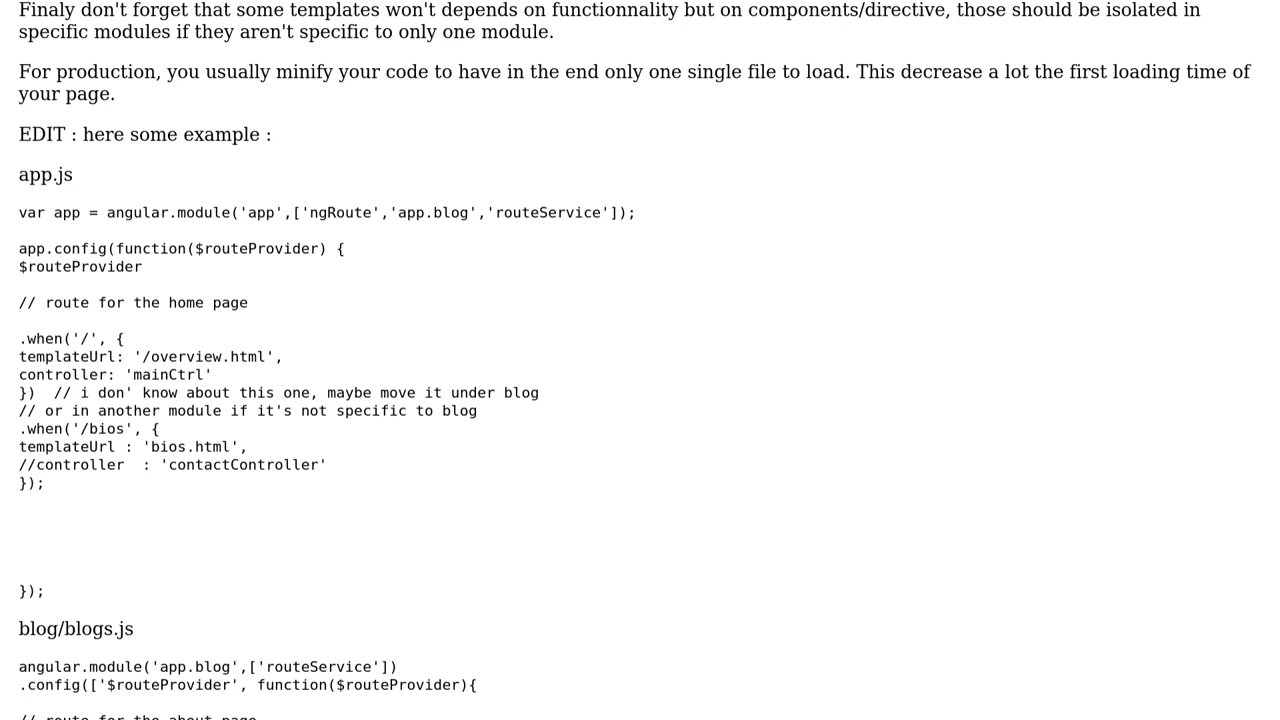 Finaly don't forget that some templates won't depends on functionnality but on components/directive, those should be isolated in
specific modules if they aren't specific to only one module.
For production, you usually minify your code to have in the end only one single file to load. This decrease a lot the first loading time of
your page.
EDIT : here some example :
app.js
var app = angular.module('app',['ngRoute','app.blog','routeService']);
app.config(function($routeProvider) {
$routeProvider
// route for the home page
.when('/', {
templateUrl: '/overview.html',
controller: 'mainCtrl'
})  // i don' know about this one, maybe move it under blog
// or in another module if it's not specific to blog
.when('/bios', {
templateUrl : 'bios.html',
//controller  : 'contactController'
});
});
blog/blogs.js
angular.module('app.blog',['routeService'])
.config(['$routeProvider', function($routeProvider){
// route for the about page